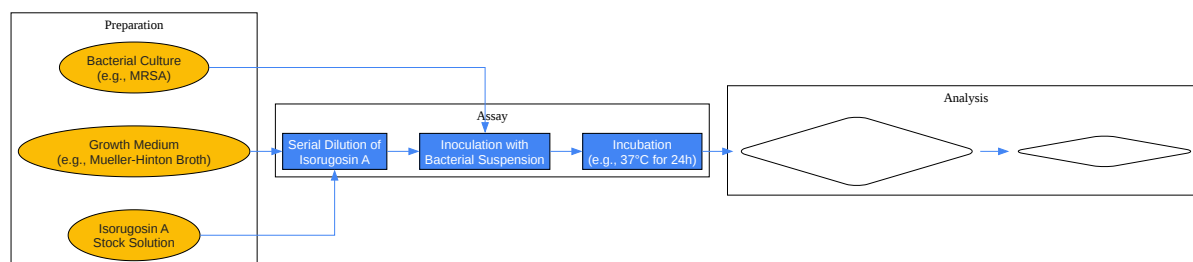 Preparation
Bacterial Culture
(e.g., MRSA)
Growth Medium
(e.g., Mueller-Hinton Broth)
Isorugosin A
Stock Solution
Assay
Serial Dilution of
Isorugosin A
Inoculation with
Bacterial Suspension
Incubation
(e.g., 37°C for 24h)
Analysis